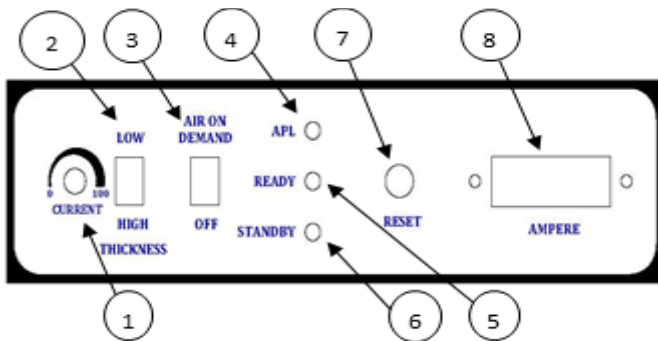 2
3
4
7
8
LOW
AIR ON
DEMAND
APL
0
100
CURRENT
READY
HIGH
THICKNESS
OFF
STANDBY
RESET
AMPERE
1
6
5